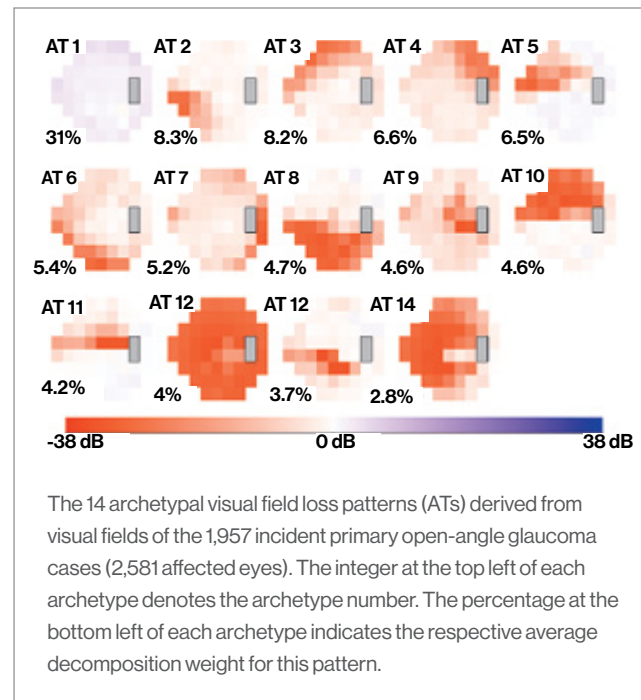 AT 1 AT 2 AT 3 AT 4 AT 5
31% 8.3% 8.2% 6.6% 6.5%
AT 6 AT 7 AT 8 AT 9 AT 10
5.4% 5.2% 4.7% 4.6% 4.6%
AT 11 AT 12 AT 12 AT 14
4.2% 4% 3.7% 2.8%
-38 dB 0 dB 38 dB
The 14 archetypal visual field loss patterns (ATs) derived from
visual fields of the 1,957 incident primary open-angle glaucoma
cases (2,581 affected eyes). The integer at the top left of each
archetype denotes the archetype number. The percentage at the
bottom left of each archetype indicates the respective average
decomposition weight for this pattern.